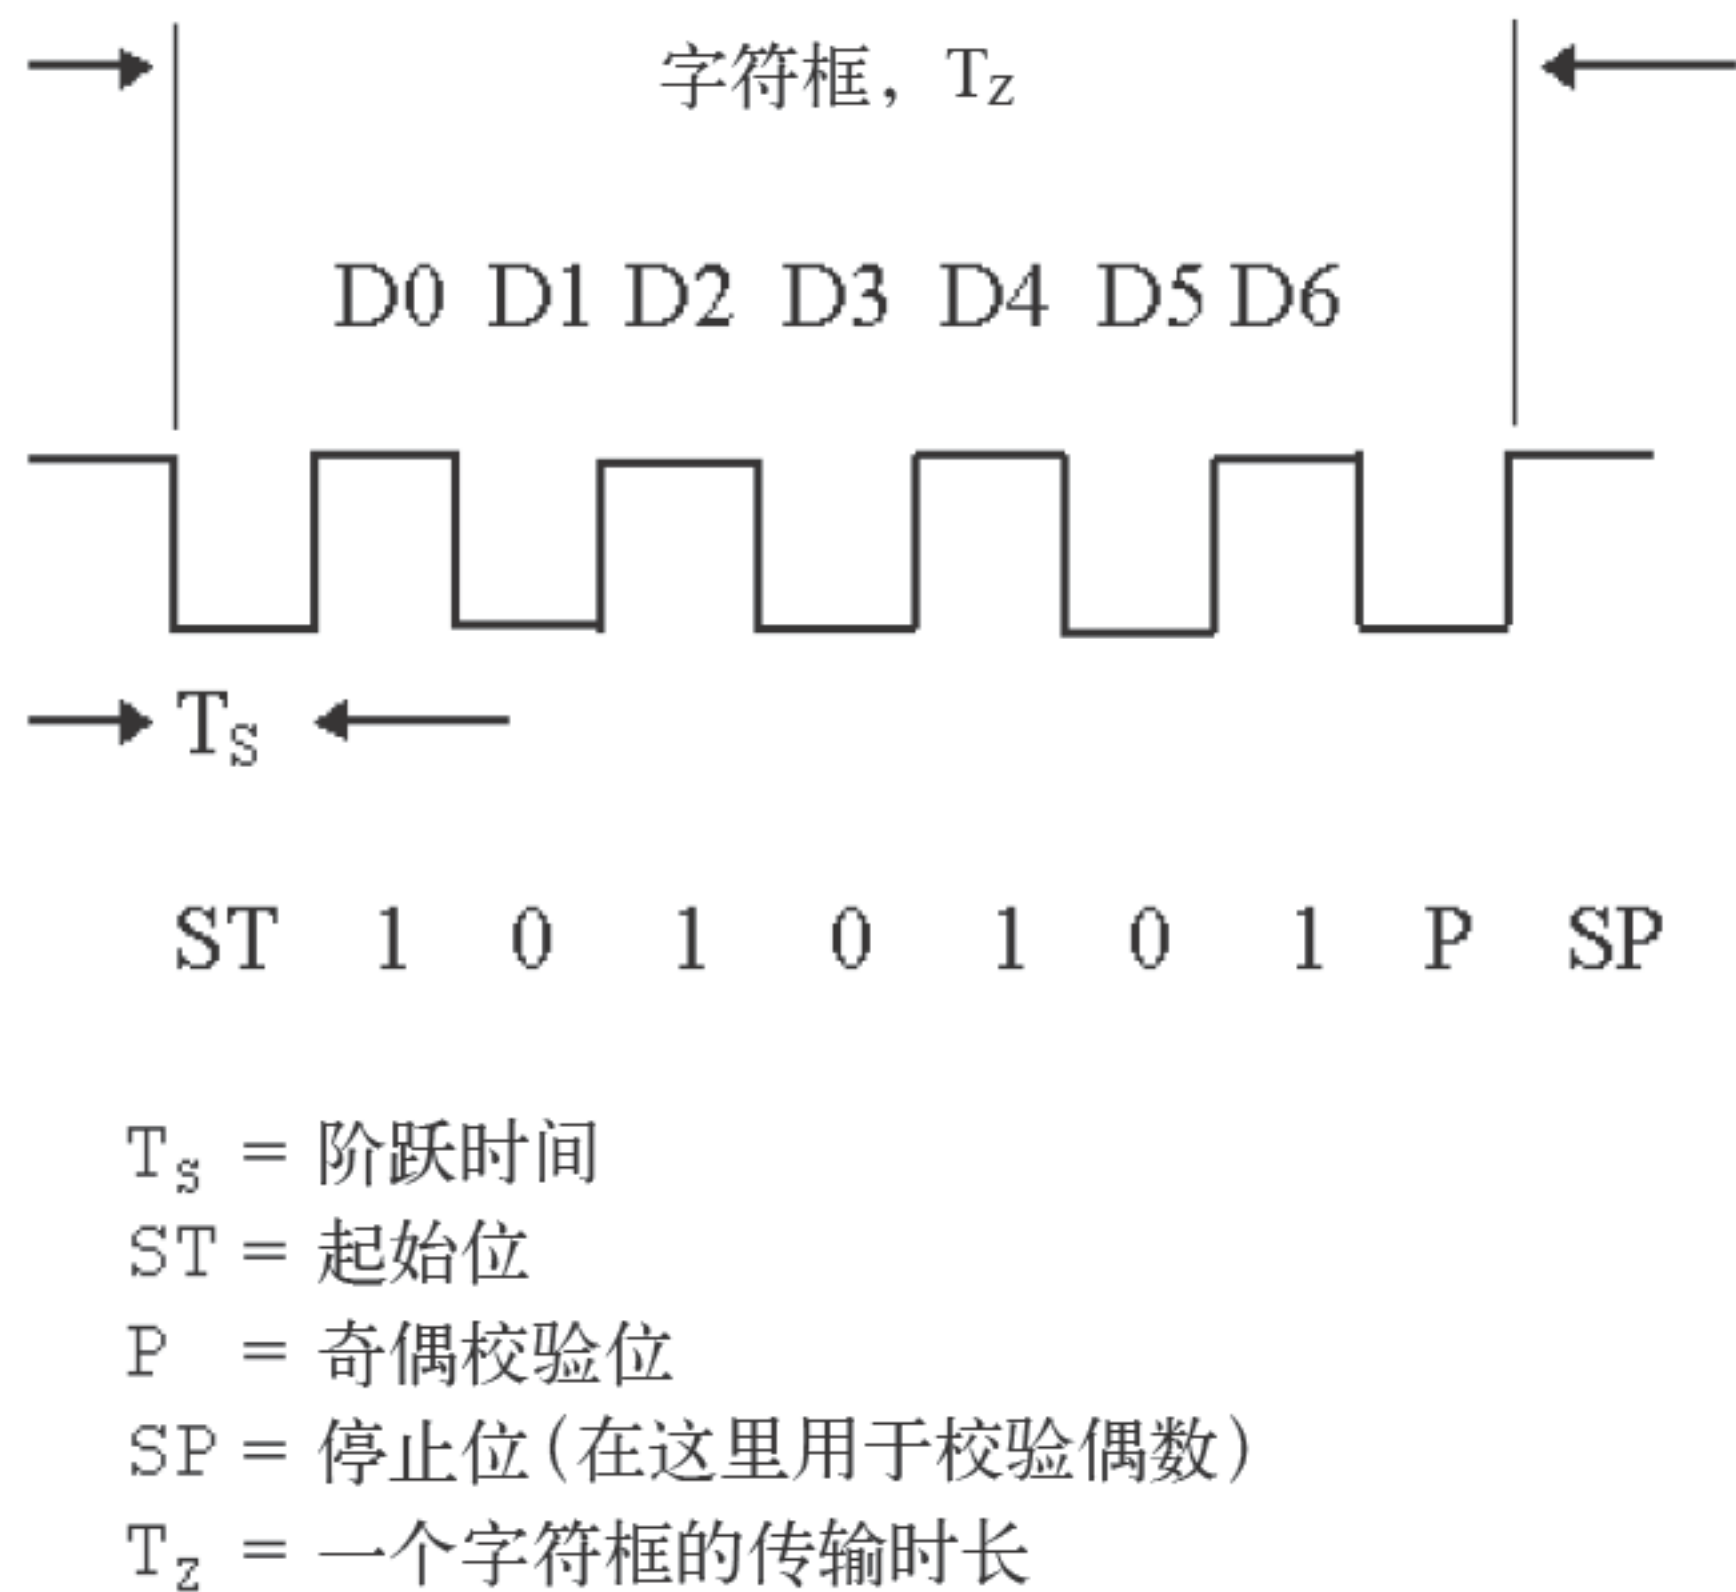 字符框，TZ
D0 D1 D2 D3 D4 D5 D6
TS
ST 1 0 1 0 1 0 1 P SP
Ts = 阶跃时间
ST = 起始位
P = 奇偶校验位
SP = 停止位(在这里用于校验偶数)
Tz = 一个字符框的传输时长